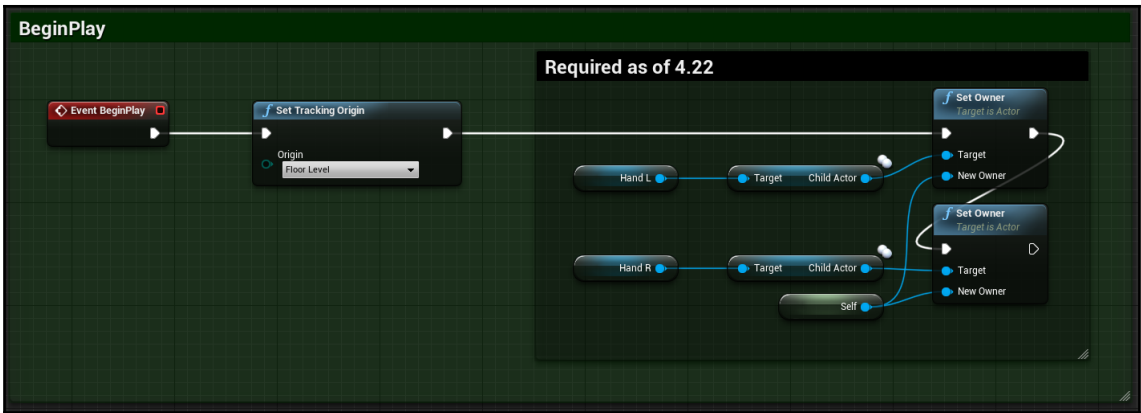 BeginPlay
Required as of 4.22
Event BeginPlay
Set Tracking Origin
Origin
Floor Level
Set Owner
Target is Actor
Target
New Owner
Hand L
Target Child Actor
Set Owner
Target is Actor
Target
New Owner
Hand R
Target Child Actor
Self